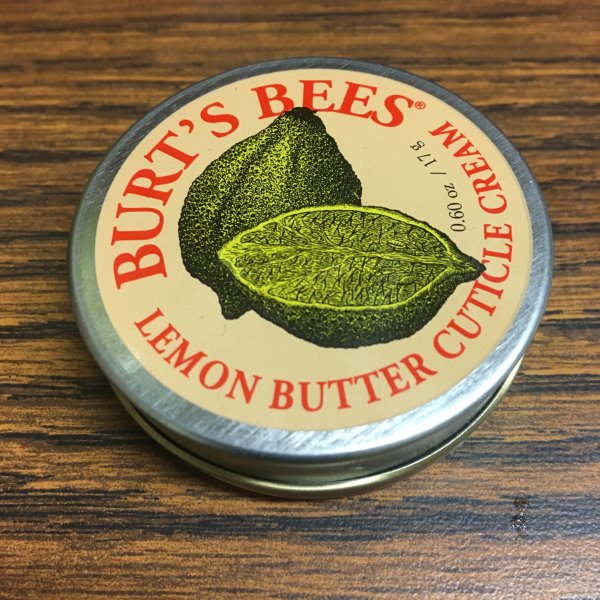 BURT'S BEES®
LEMON BUTTER CUTICLE CREAM
0.60 oz / 17 g